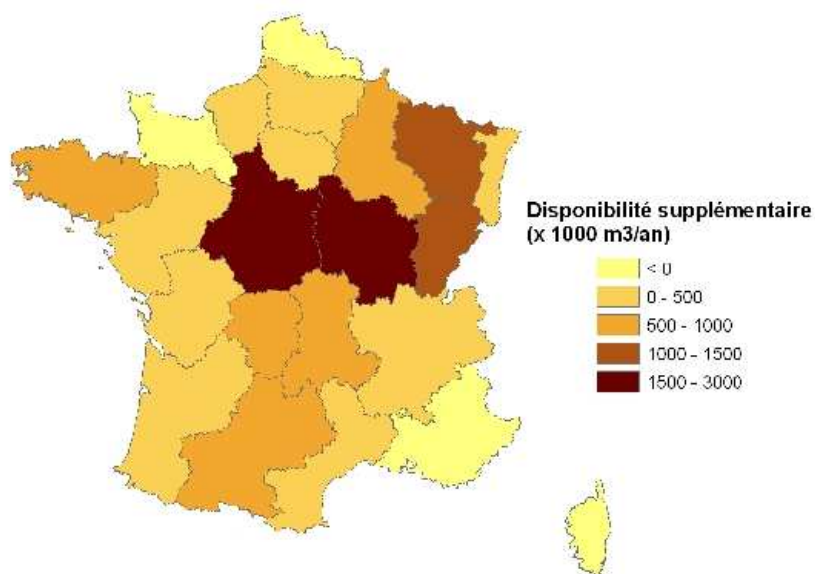 Disponibilité supplémentaire
(x 1000 m3/an)
< 0
0 - 500
500 - 1000
1000 - 1500
1500 - 3000